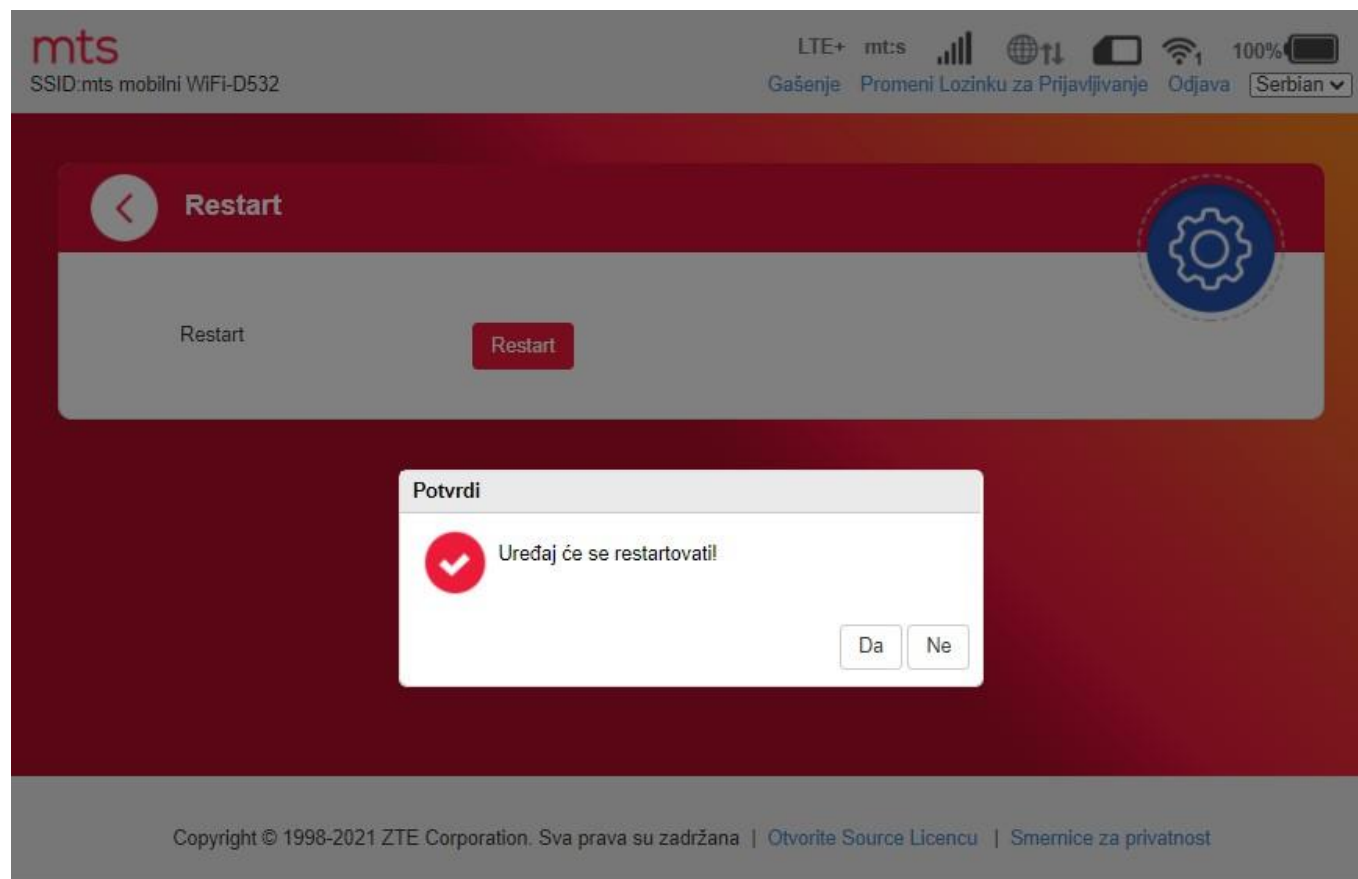 mts
LTE+ mt:s 1 100%
SSID:mts mobilni WiFi-D532
Gašenje Promeni Lozinku za Prijavljivanje Odjava Serbian
Restart
Restart Restart
Potvrdi
Uređaj će se restartovati!
Da Ne
Copyright © 1998-2021 ZTE Corporation. Sva prava su zadržana | Otvorite Source Licencu | Smernice za privatnost